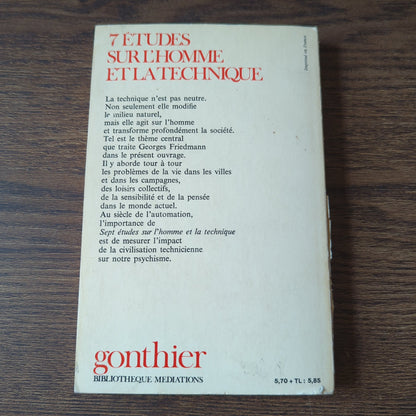 7 ÉTUDES
SUR L'HOMME
ET LA TECHNIQUE
La technique n'est pas neutre.
Non seulement elle modifie
le milieu naturel,
mais elle agit sur l'homme
et transforme profondément la société.
Tel est le thème central
que traite Georges Friedmann
dans le présent ouvrage.
Il y aborde tour à tour
les problèmes de la vie dans les villes
et dans les campagnes,
des loisirs collectifs,
de la sensibilité et de la pensée
dans le monde actuel.
Au siècle de l'automation,
l'importance de
Sept études sur l'homme et la technique
est de mesurer l'impact
de la civilisation technicienne
sur notre psychisme.
Imprimé en France
gonthier
BIBLIOTHEQUE MEDIATIONS
5,70 + TL : 5,85